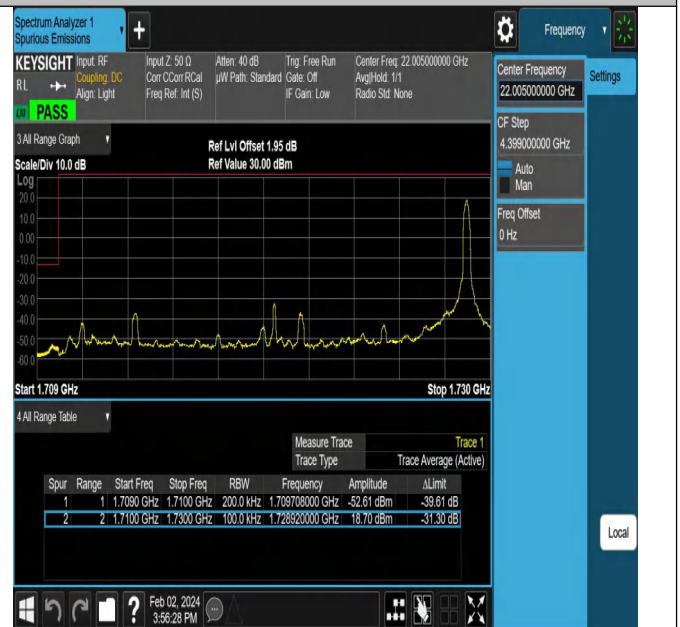 Spectrum Analyzer 1
Spurious Emissions
+
Frequency
KEYSIGHT
RL
PASS
Input: RF
Coupling: DC
Align: Light
Input Z: 50 Ω
Corr CCorr RCal
Freq Ref: Int (S)
Atten: 40 dB
µW Path: Standard
Trig: Free Run
Gate: Off
IF Gain: Low
Center Freq: 22.005000000 GHz
Avg|Hold: 1/1
Radio Std: None
Center Frequency
22.005000000 GHz
Settings
CF Step
4.399000000 GHz
Auto
Man
Freq Offset
0 Hz
3 All Range Graph
Ref Lvl Offset 1.95 dB
Scale/Div 10.0 dB
Ref Value 30.00 dBm
Log
20.0
10.0
0.00
-10.0
-20.0
-30.0
-40.0
-50.0
-60.0
Start 1.709 GHz
Stop 1.730 GHz
4 All Range Table
Measure Trace Trace 1
Trace Type Trace Average (Active)
Spur Range Start Freq Stop Freq RBW Frequency Amplitude ΔLimit
1 1 1.7090 GHz 1.7100 GHz 200.0 kHz 1.709708000 GHz -52.61 dBm -39.61 dB
2 2 1.7100 GHz 1.7300 GHz 100.0 kHz 1.728920000 GHz 18.70 dBm -31.30 dB
Local
?
Feb 02, 2024
3:56:28 PM